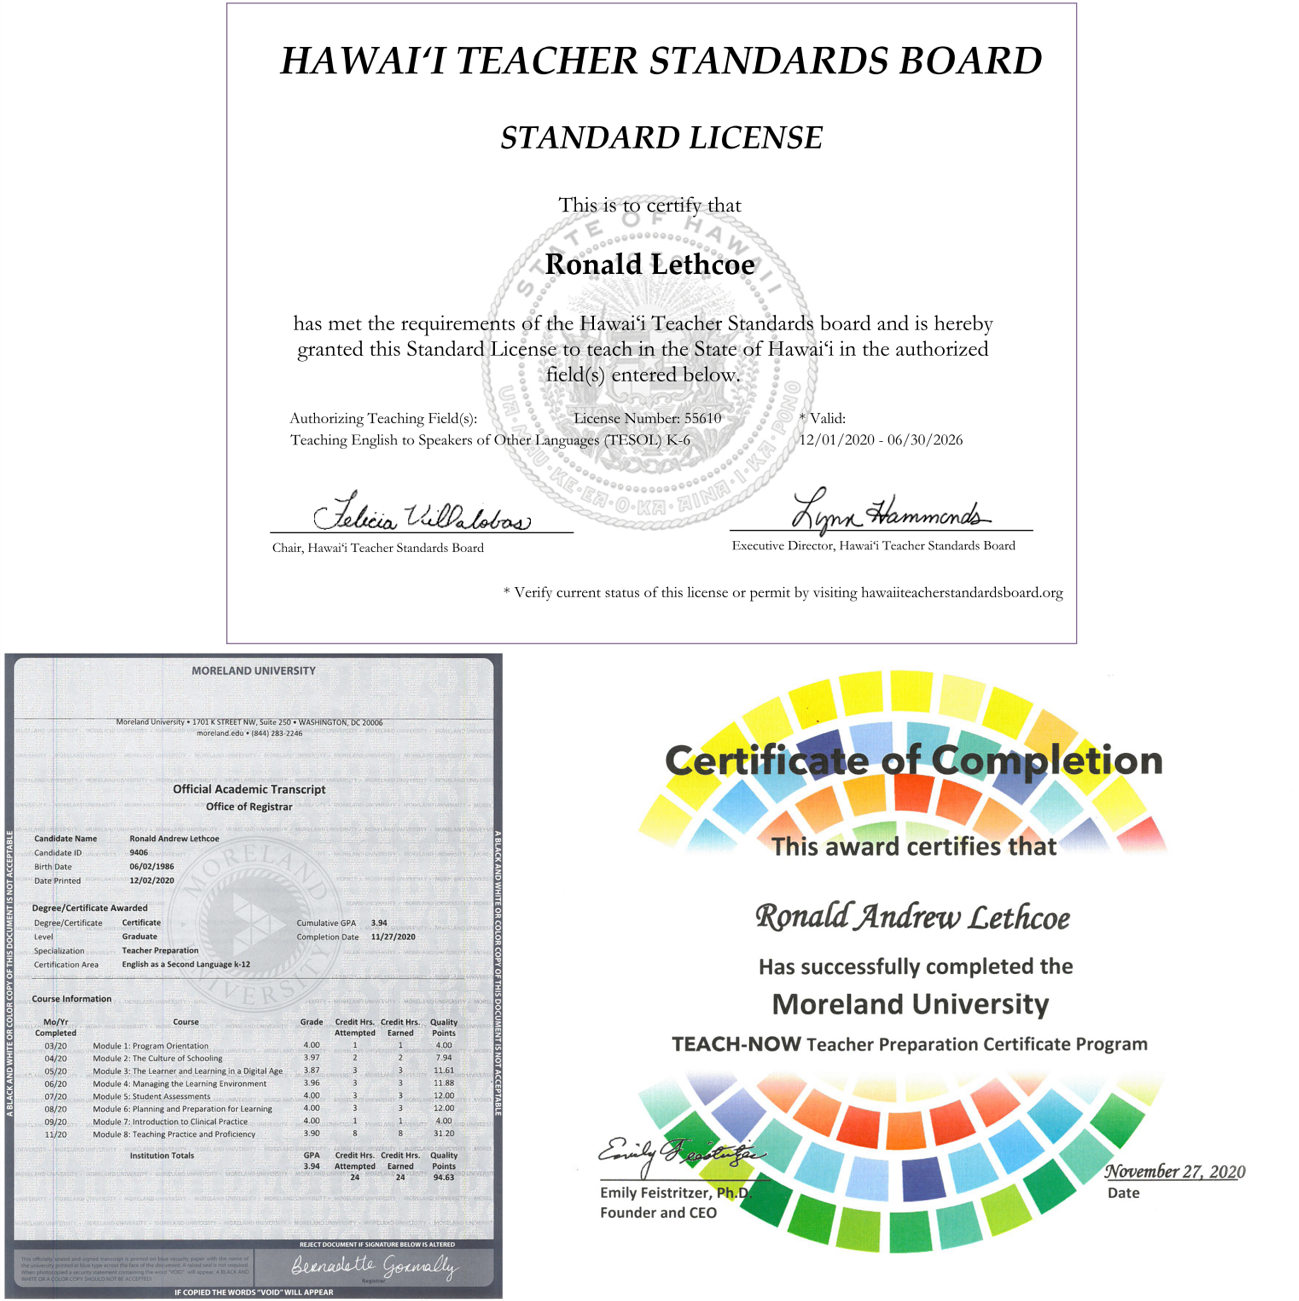 HAWAIʻI TEACHER STANDARDS BOARD
STANDARD LICENSE
This is to certify that
Ronald Lethcoe
has met the requirements of the Hawaiʻi Teacher Standards board and is hereby
granted this Standard License to teach in the State of Hawaiʻi in the authorized
field(s) entered below.
Authorizing Teaching Field(s): License Number: 55610 * Valid:
Teaching English to Speakers of Other Languages (TESOL) K-6 12/01/2020 - 06/30/2026
STATE OF HAWAII
UA·MAU·KE·EA·O·KA·AINA·I·KA·PONO
Felicia Villalobos Lynn Hammonds
Chair, Hawaiʻi Teacher Standards Board Executive Director, Hawaiʻi Teacher Standards Board
* Verify current status of this license or permit by visiting hawaiiteacherstandardsboard.org
MORELAND UNIVERSITY
Moreland University • 1701 K STREET NW, Suite 250 • WASHINGTON, DC 20006
moreland.edu • (844) 283-2246
Official Academic Transcript
Office of Registrar
Candidate Name Ronald Andrew Lethcoe
Candidate ID 9406
Birth Date 06/02/1986
Date Printed 12/02/2020
MORELAND UNIVERSITY
Degree/Certificate Awarded
Degree/Certificate Certificate Cumulative GPA 3.94
Level Graduate Completion Date 11/27/2020
Specialization Teacher Preparation
Certification Area English as a Second Language k-12
Course Information
Mo/Yr Course Grade Credit Hrs. Credit Hrs. Quality
Completed Attempted Earned Points
03/20 Module 1: Program Orientation 4.00 1 1 4.00
04/20 Module 2: The Culture of Schooling 3.97 2 2 7.94
05/20 Module 3: The Learner and Learning in a Digital Age 3.87 3 3 11.61
06/20 Module 4: Managing the Learning Environment 3.96 3 3 11.88
07/20 Module 5: Student Assessments 4.00 3 3 12.00
08/20 Module 6: Planning and Preparation for Learning 4.00 3 3 12.00
09/20 Module 7: Introduction to Clinical Practice 4.00 1 1 4.00
11/20 Module 8: Teaching Practice and Proficiency 3.90 8 8 31.20
Institution Totals GPA Credit Hrs. Credit Hrs. Quality
3.94 Attempted Earned Points
24 24 94.63
A BLACK AND WHITE OR COLOR COPY OF THIS DOCUMENT IS NOT ACCEPTABLE
A BLACK AND WHITE OR COLOR COPY OF THIS DOCUMENT IS NOT ACCEPTABLE
REJECT DOCUMENT IF SIGNATURE BELOW IS ALTERED
Bernadette Gormally
Registrar
IF COPIED THE WORDS "VOID" WILL APPEAR
Certificate of Completion
This award certifies that
Ronald Andrew Lethcoe
Has successfully completed the
Moreland University
TEACH-NOW Teacher Preparation Certificate Program
Emily Feistritzer
November 27, 2020
Emily Feistritzer, Ph.D. Date
Founder and CEO